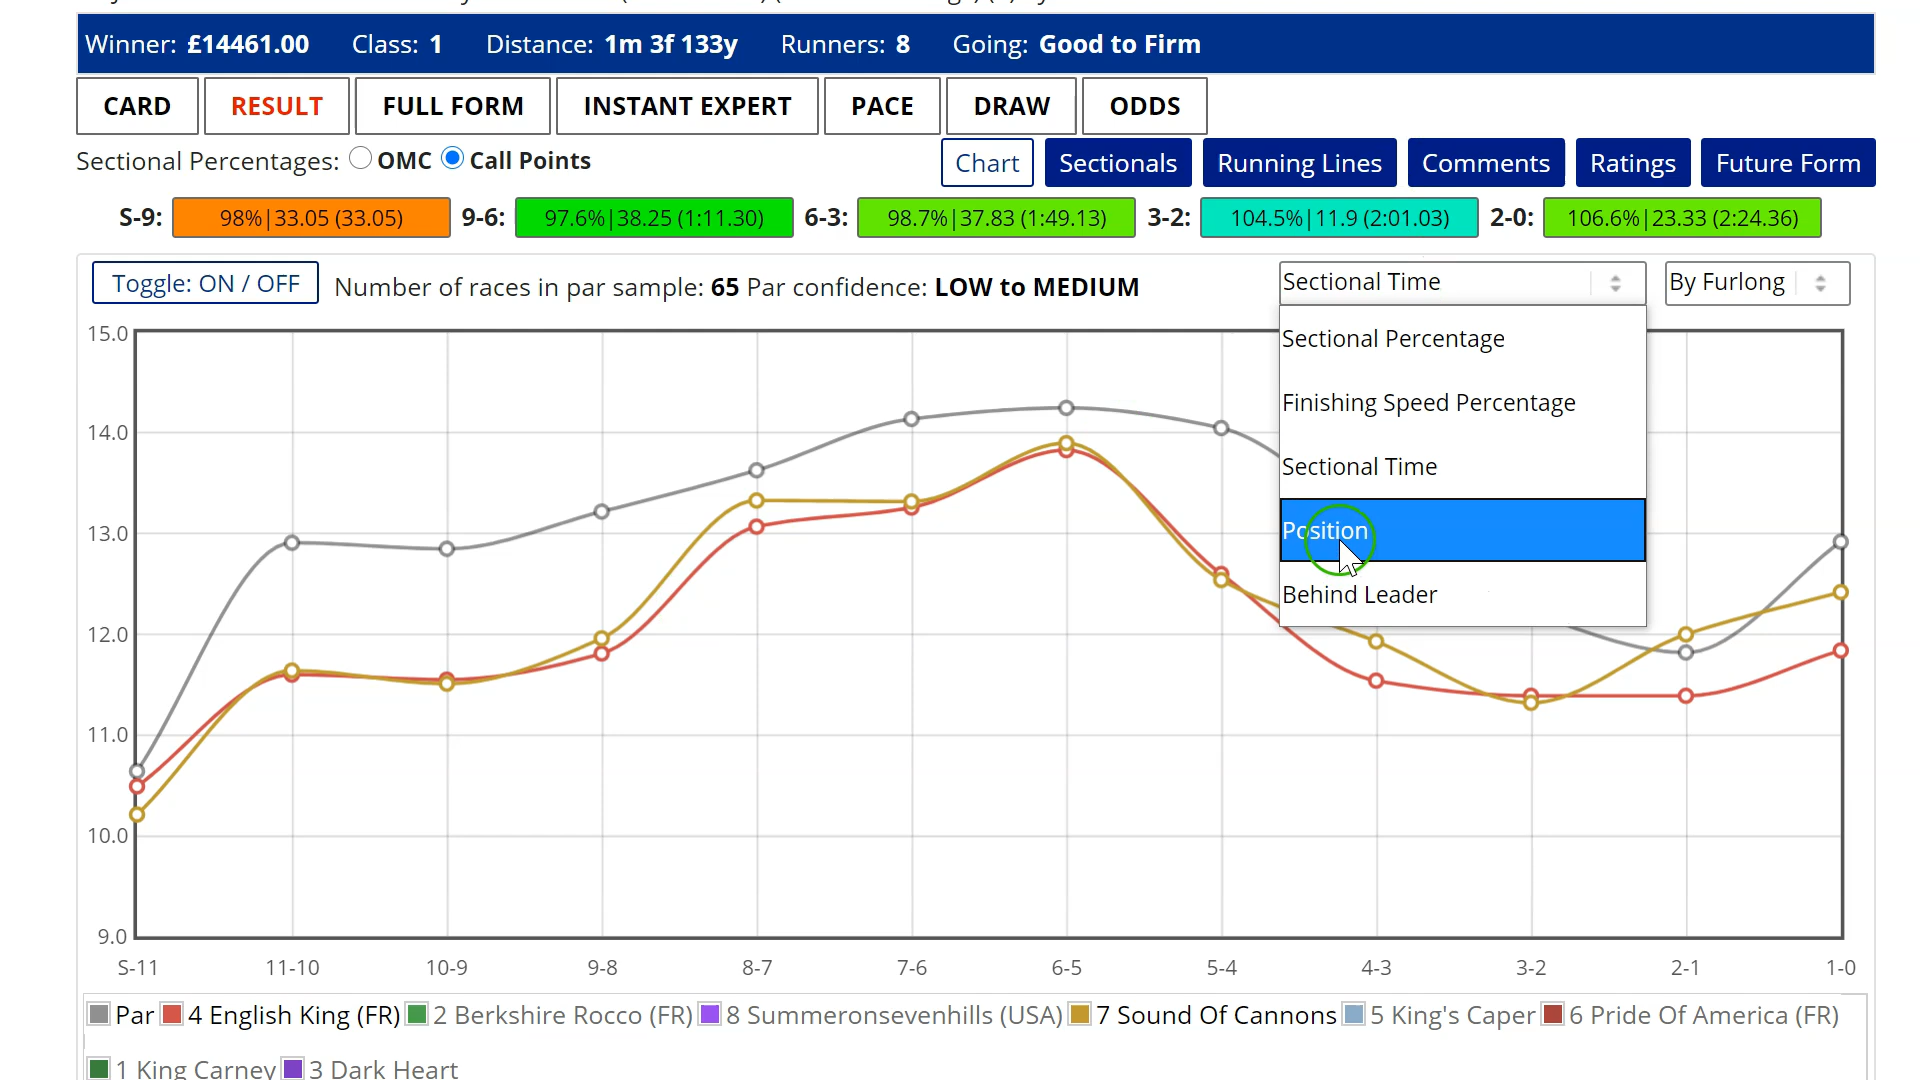 Winner: £14461.00 Class: 1 Distance: 1m 3f 133y Runners: 8 Going: Good to Firm
CARD RESULT FULL FORM INSTANT EXPERT PACE DRAW ODDS
Sectional Percentages: OMC Call Points Chart Sectionals Running Lines Comments Ratings Future Form
S-9: 98%|33.05 (33.05) 9-6: 97.6%|38.25 (1:11.30) 6-3: 98.7%|37.83 (1:49.13) 3-2: 104.5%|11.9 (2:01.03) 2-0: 106.6%|23.33 (2:24.36)
Toggle: ON / OFF Number of races in par sample: 65 Par confidence: LOW to MEDIUM Sectional Time By Furlong
Sectional Percentage
Finishing Speed Percentage
Sectional Time
Position
Behind Leader
15.0
14.0
13.0
12.0
11.0
10.0
9.0
S-11 11-10 10-9 9-8 8-7 7-6 6-5 5-4 4-3 3-2 2-1 1-0
Par 4 English King (FR) 2 Berkshire Rocco (FR) 8 Summeronsevenhills (USA) 7 Sound Of Cannons 5 King's Caper 6 Pride Of America (FR)
1 King Carney 3 Dark Heart